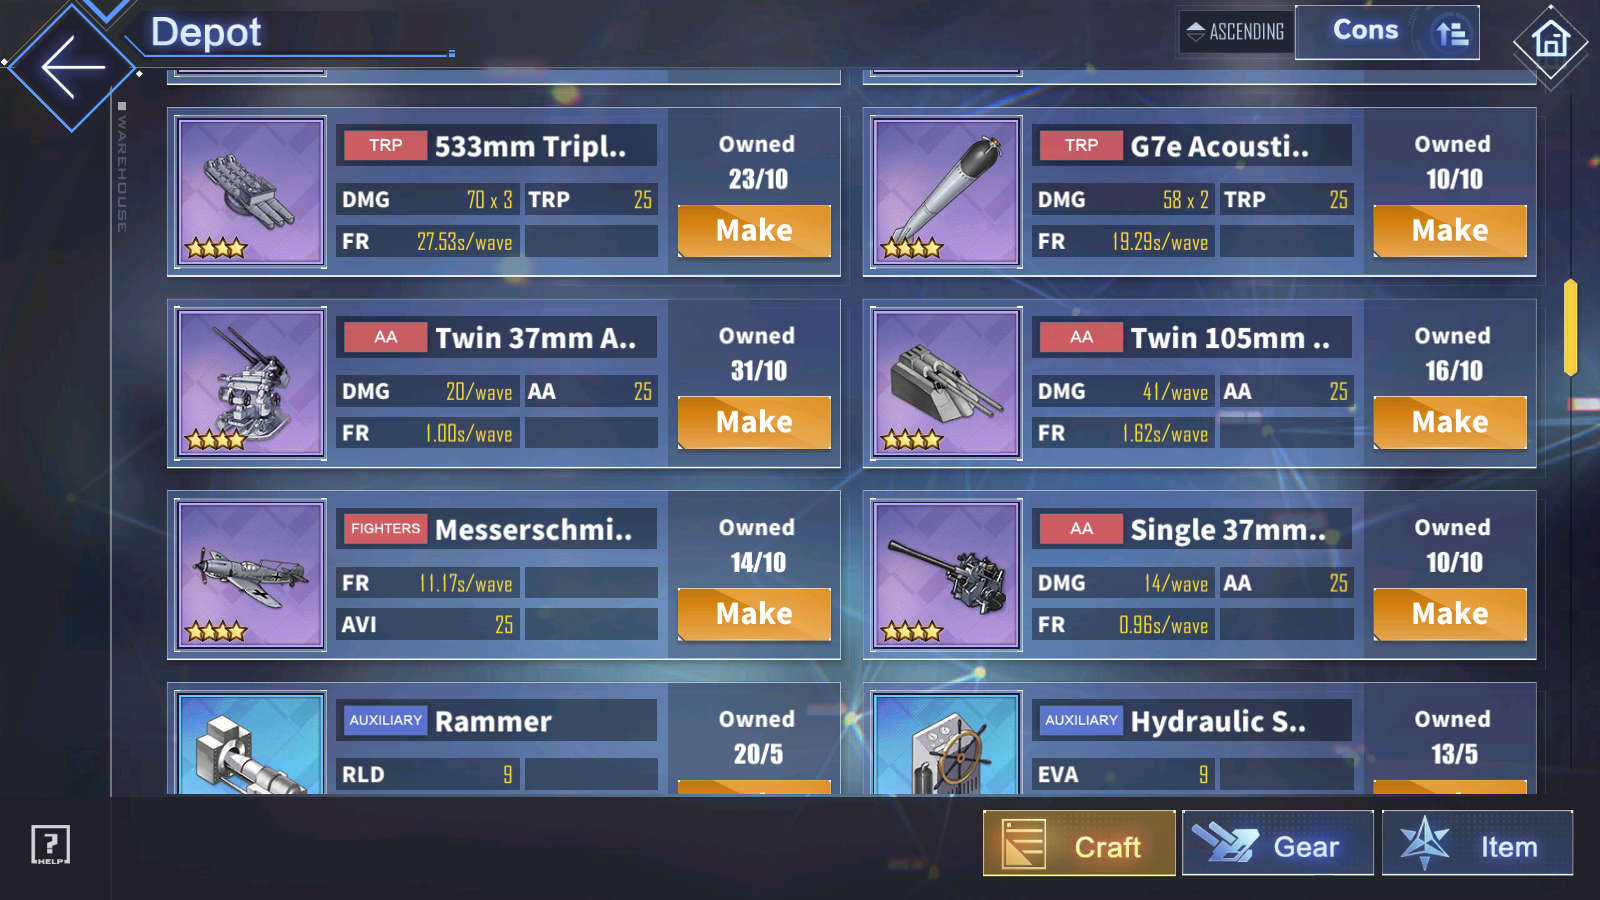 Depot
ASCENDING
Cons
WAREHOUSE
TRP 533mm Tripl..
DMG 70 x 3 TRP 25
FR 27.53s/wave
Owned
23/10
Make
TRP G7e Acousti..
DMG 58 x 2 TRP 25
FR 19.29s/wave
Owned
10/10
Make
AA Twin 37mm A..
DMG 20/wave AA 25
FR 1.00s/wave
Owned
31/10
Make
AA Twin 105mm ..
DMG 41/wave AA 25
FR 1.62s/wave
Owned
16/10
Make
FIGHTERS Messerschmi..
FR 11.17s/wave
AVI 25
Owned
14/10
Make
AA Single 37mm..
DMG 14/wave AA 25
FR 0.96s/wave
Owned
10/10
Make
AUXILIARY Rammer
RLD 9
Owned
20/5
AUXILIARY Hydraulic S..
EVA 9
Owned
13/5
?
HELP
Craft
Gear
Item